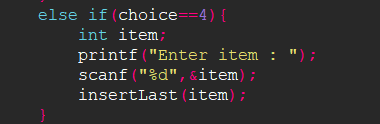 else if(choice==4){
int item;
printf("Enter item : ");
scanf("%d",&item);
insertLast(item);
}